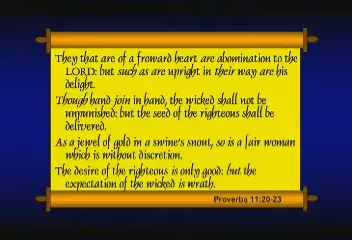 They that are of a froward heart are abomination to the
LORD: but such as are upright in their way are his
delight.
Though hand join in hand, the wicked shall not be
unpunished: but the seed of the righteous shall be
delivered.
As a jewel of gold in a swine's snout, so is a fair woman
which is without discretion.
The desire of the righteous is only good: but the
expectation of the wicked is wrath.
Proverbs 11:20-23